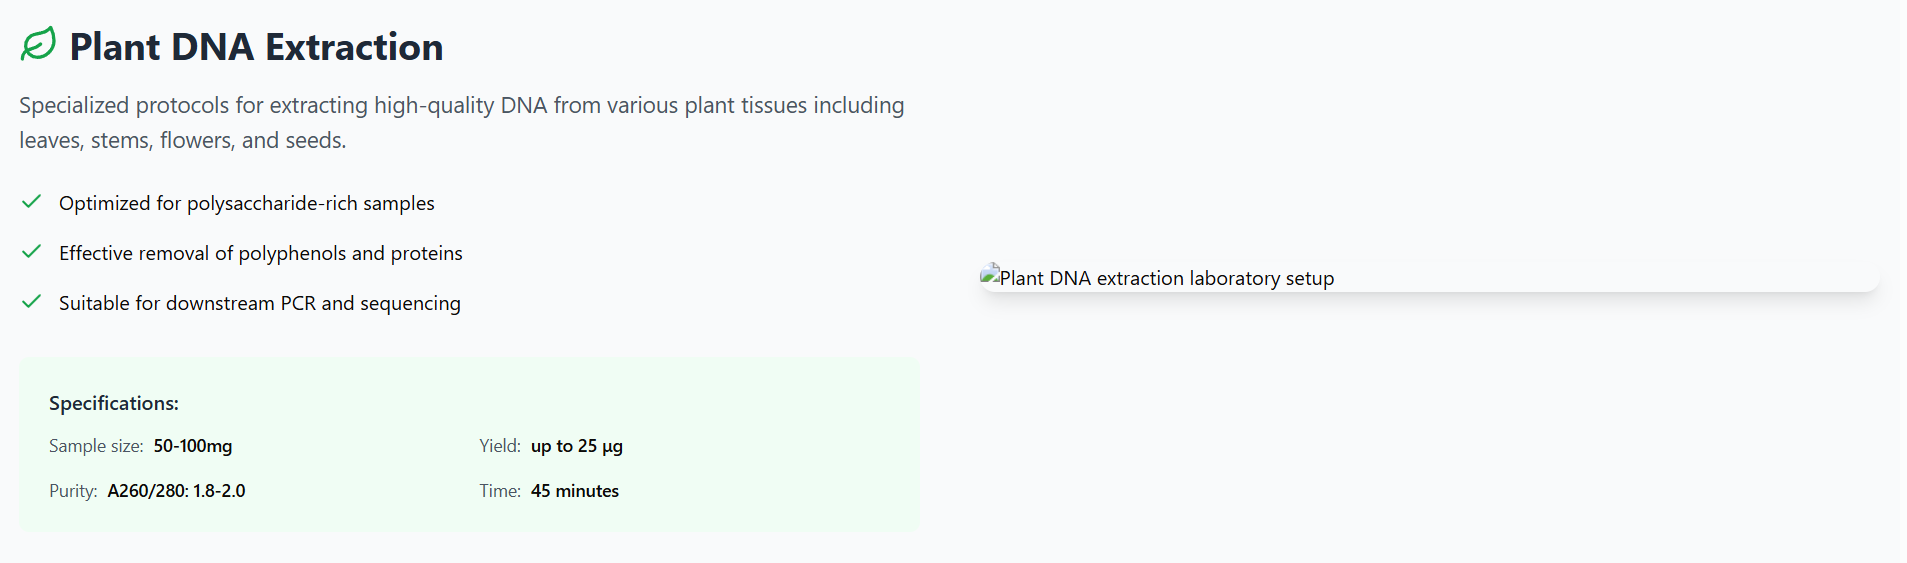 Plant DNA Extraction
Specialized protocols for extracting high-quality DNA from various plant tissues including
leaves, stems, flowers, and seeds.
Optimized for polysaccharide-rich samples
Effective removal of polyphenols and proteins
Suitable for downstream PCR and sequencing
Plant DNA extraction laboratory setup
Specifications:
Sample size: 50-100mg
Yield: up to 25 µg
Purity: A260/280: 1.8-2.0
Time: 45 minutes